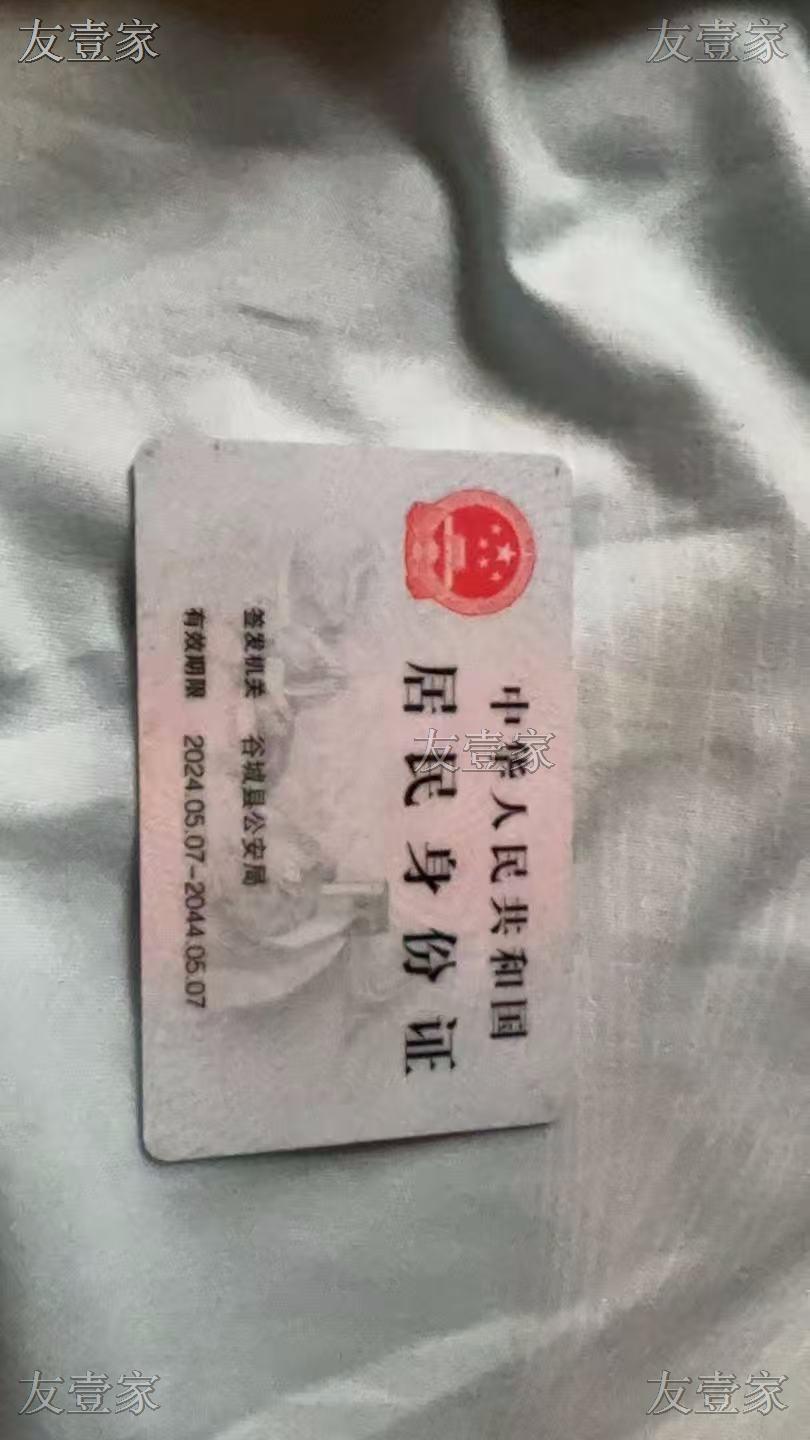 友壹家
友壹家
中华人民共和国
居民身份证
友壹家
签发机关 谷城县公安局
有效期限 2024.05.07-2044.05.07
友壹家
友壹家